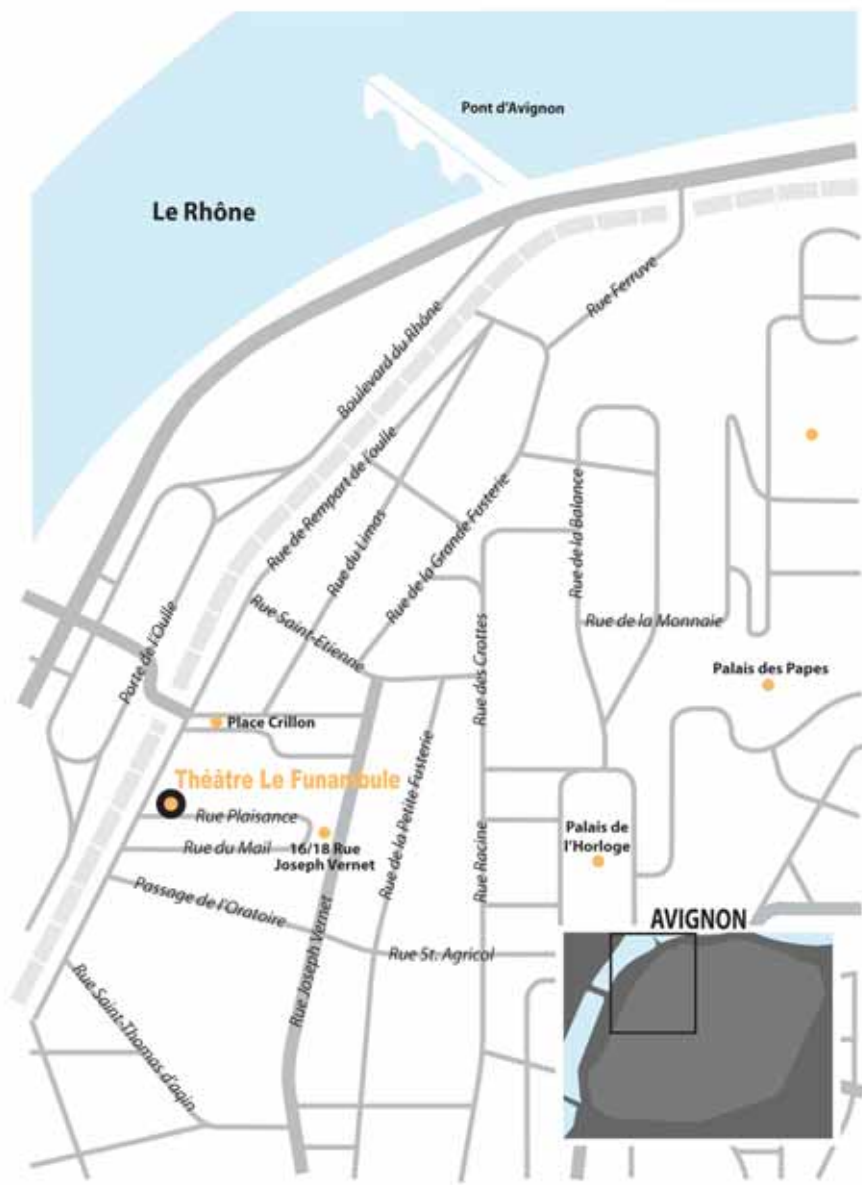 Pont d'Avignon
Le Rhône
Rue Ferruve
Boulevard du Rhône
Rue de Rempart de l'oulle
Rue du Limas
Rue de la Grande Fusterie
Rue de la Balance
Rue Saint-Etienne
Rue des Crottes
Rue de la Monnaie
Porte de l'Oulle
Palais des Papes
Place Crillon
Théâtre Le Funambule
Rue de la Petite Fusterie
Rue Plaisance
Rue du Mail
16/18 Rue
Joseph Vernet
Palais de
l'Horloge
Rue Racine
Passage de l'Oratoire
Rue Joseph Vernet
Rue St. Agricol
AVIGNON
Rue Saint-Thomas d'aqin